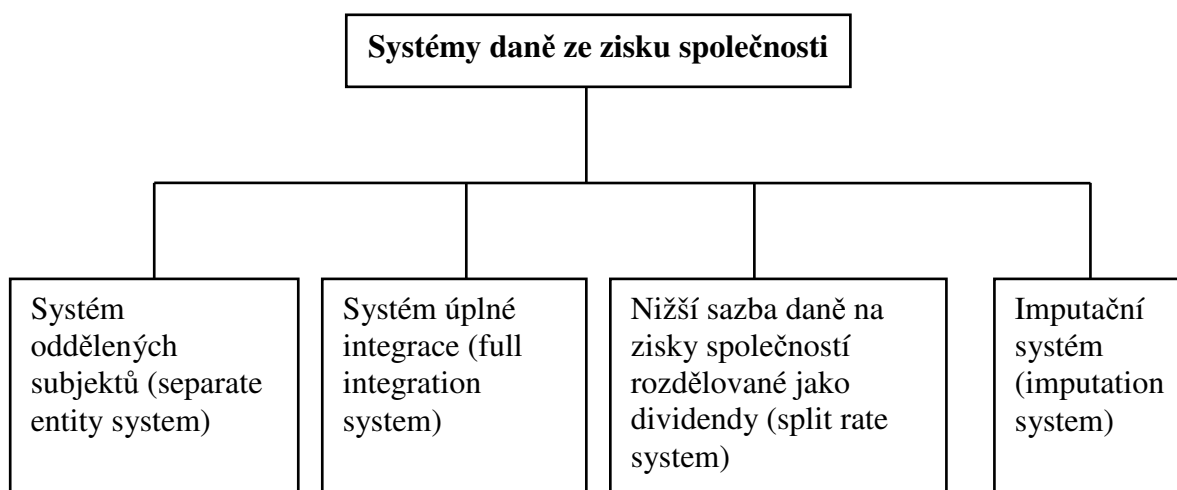 Systémy daně ze zisku společnosti
Systém
oddělených
subjektů (separate
entity system)
Systém úplné
integrace (full
integration
system)
Nižší sazba daně na
zisky společností
rozdělované jako
dividendy (split rate
system)
Imputační
systém
(imputation
system)